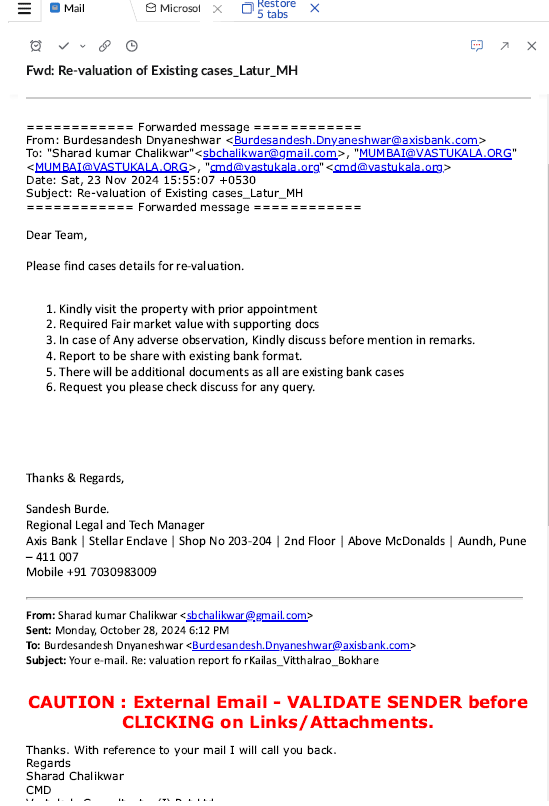 Mail
Microsof
Restore
5 tabs
Fwd: Re-valuation of Existing cases_Latur_MH
============ Forwarded message ============
From: Burdesandesh Dnyaneshwar <Burdesandesh.Dnyaneshwar@axisbank.com>
To: "Sharad kumar Chalikwar"<sbchalikwar@gmail.com>, "MUMBAI@VASTUKALA.ORG"
<MUMBAI@VASTUKALA.ORG>, "cmd@vastukala.org"<cmd@vastukala.org>
Date: Sat, 23 Nov 2024 15:55:07 +0530
Subject: Re-valuation of Existing cases_Latur_MH
============ Forwarded message ============
Dear Team,
Please find cases details for re-valuation.
1. Kindly visit the property with prior appointment
2. Required Fair market value with supporting docs
3. In case of Any adverse observation, Kindly discuss before mention in remarks.
4. Report to be share with existing bank format.
5. There will be additional documents as all are existing bank cases
6. Request you please check discuss for any query.
Thanks & Regards,
Sandesh Burde.
Regional Legal and Tech Manager
Axis Bank | Stellar Enclave | Shop No 203-204 | 2nd Floor | Above McDonalds | Aundh, Pune
– 411 007
Mobile +91 7030983009
From: Sharad kumar Chalikwar <sbchalikwar@gmail.com>
Sent: Monday, October 28, 2024 6:12 PM
To: Burdesandesh Dnyaneshwar <Burdesandesh.Dnyaneshwar@axisbank.com>
Subject: Your e-mail. Re: valuation report fo rKailas_Vitthalrao_Bokhare
CAUTION : External Email - VALIDATE SENDER before
CLICKING on Links/Attachments.
Thanks. With reference to your mail I will call you back.
Regards
Sharad Chalikwar
CMD